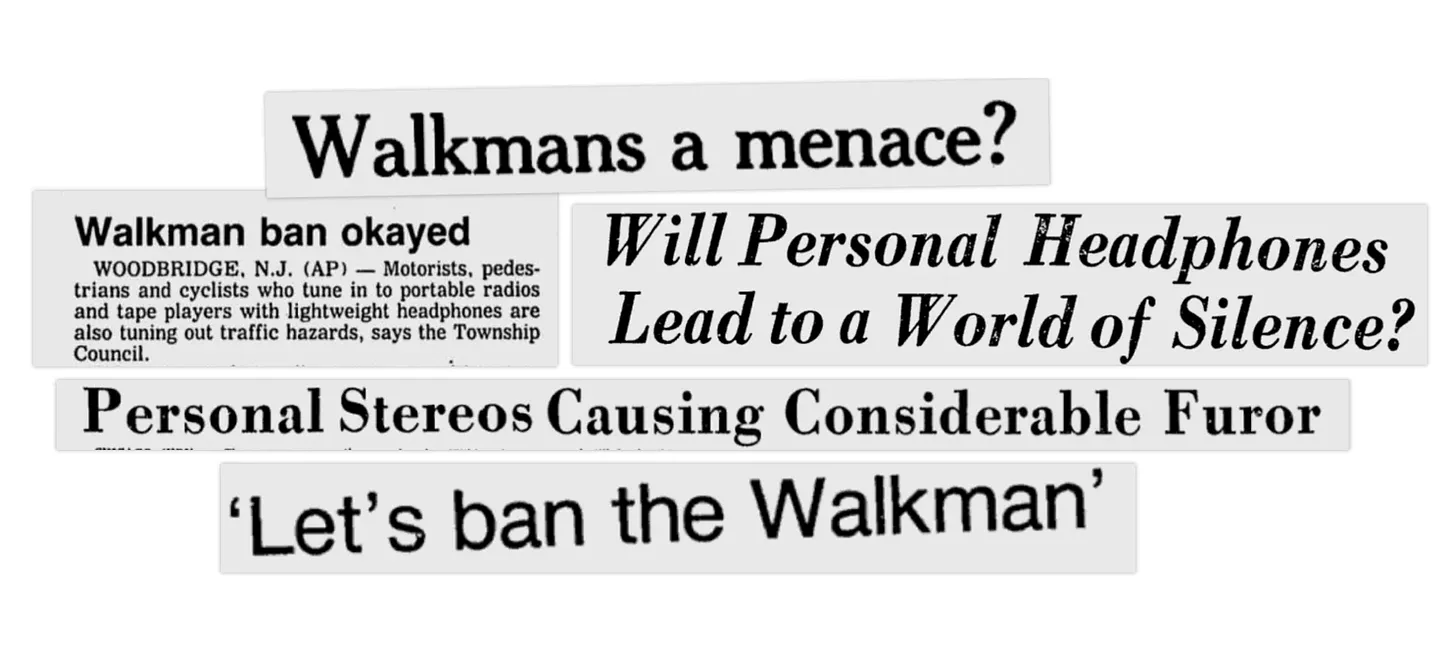 Walkmans a menace?
Walkman ban okayed
WOODBRIDGE, N.J. (AP) — Motorists, pedes-
trians and cyclists who tune in to portable radios
and tape players with lightweight headphones are
also tuning out traffic hazards, says the Township
Council.
Will Personal Headphones
Lead to a World of Silence?
Personal Stereos Causing Considerable Furor
‘Let’s ban the Walkman’